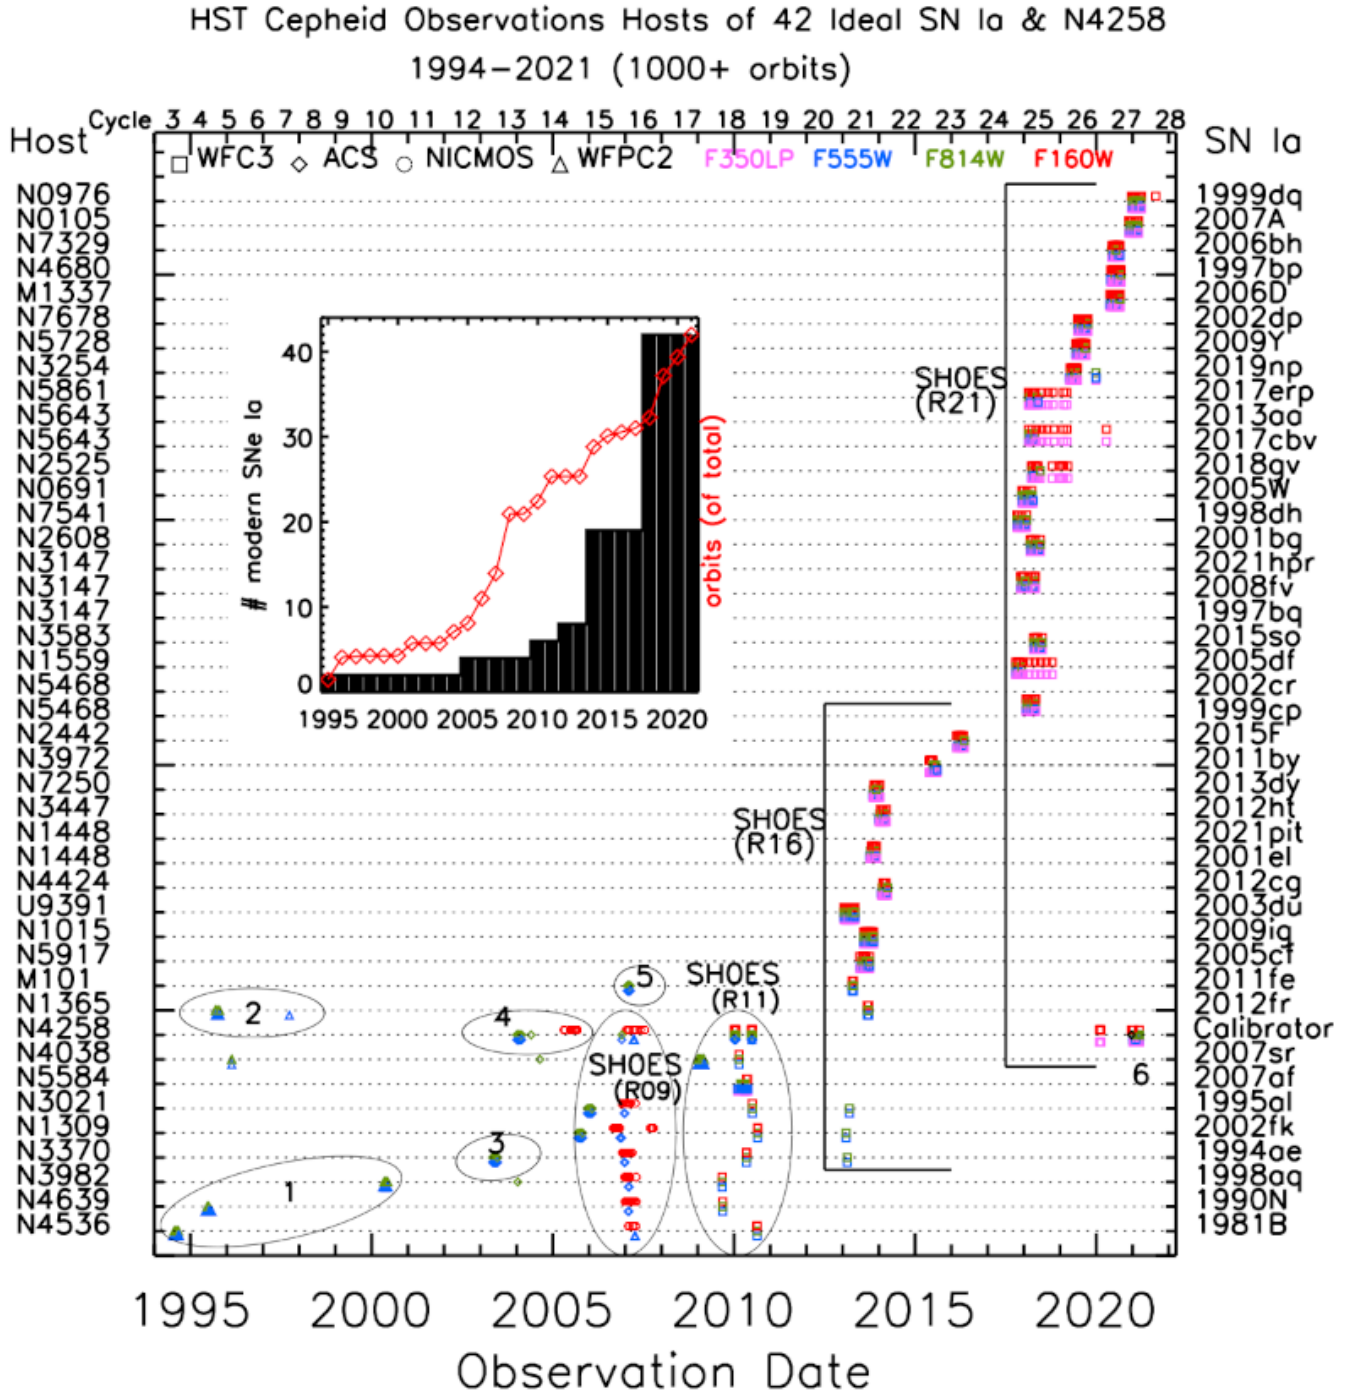 HST Cepheid Observations Hosts of 42 Ideal SN Ia & N4258
1994-2021 (1000+ orbits)
Host Cycle 3 4 5 6 7 8 9 10 11 12 13 14 15 16 17 18 19 20 21 22 23 24 25 26 27 28 SN Ia
WFC3 ACS NICMOS WFPC2 F350LP F555W F814W F160W
N0976 1999dq
N0105 2007A
N7329 2006bh
N4680 1997bp
M1337 2006D
N7678 2002dp
N5728 2009Y
N3254 2019np
N5861 2017erp
N5643 2013aa
N5643 2017cbv
N2525 2018gv
N0691 2005W
N7541 1998dh
N2608 2001bg
N3147 2021hpr
N3147 2008fv
N3147 1997bq
N3583 2015so
N1559 2005df
N5468 2002cr
N5468 1999cp
N2442 2015F
N3972 2011by
N7250 2013dy
N3447 2012ht
N1448 2021pit
N1448 2001el
N4424 2012cg
U9391 2003du
N1015 2009ig
N5917 2005cf
M101 2011fe
N1365 2012fr
N4258 Calibrator
N4038 2007sr
N5584 2007af
N3021 1995al
N1309 2002fk
N3370 1994ae
N3982 1998aq
N4639 1990N
N4536 1981B
# modern SNe Ia
40
30
20
10
0
1995 2000 2005 2010 2015 2020
orbits (of total)
SH0ES
(R21)
SH0ES
(R16)
SH0ES
(R11)
SH0ES
(R09)
5
2
4
6
3
1
1995 2000 2005 2010 2015 2020
Observation Date